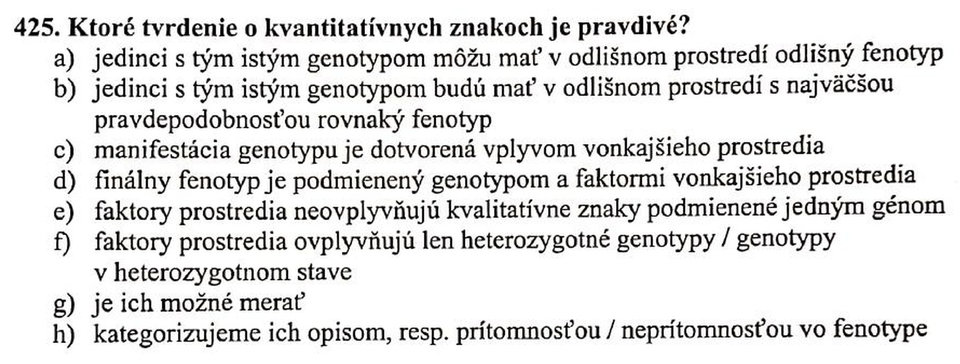 425. Ktoré tvrdenie o kvantitatívnych znakoch je pravdivé?
a) jedinci s tým istým genotypom môžu mať v odlišnom prostredí odlišný fenotyp
b) jedinci s tým istým genotypom budú mať v odlišnom prostredí s najväčšou
pravdepodobnosťou rovnaký fenotyp
c) manifestácia genotypu je dotvorená vplyvom vonkajšieho prostredia
d) finálny fenotyp je podmienený genotypom a faktormi vonkajšieho prostredia
e) faktory prostredia neovplyvňujú kvalitatívne znaky podmienené jedným génom
f) faktory prostredia ovplyvňujú len heterozygotné genotypy / genotypy
v heterozygotnom stave
g) je ich možné merať
h) kategorizujeme ich opisom, resp. prítomnosťou / neprítomnosťou vo fenotype